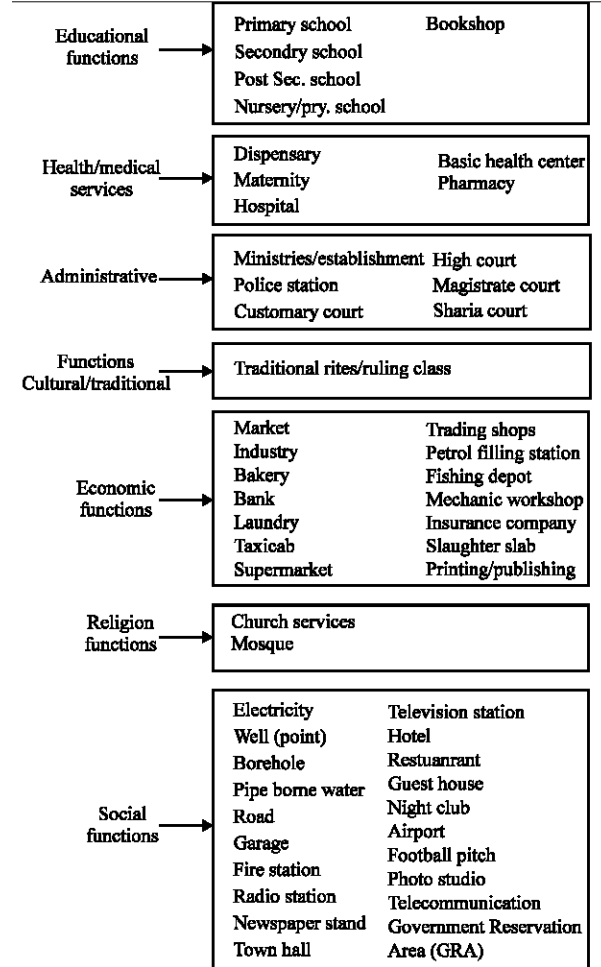 Educational
functions
Primary school
Secondry school
Post Sec. school
Nursery/pry. school
Bookshop
Health/medical
services
Dispensary
Maternity
Hospital
Basic health center
Pharmacy
Administrative
Ministries/establishment
Police station
Customary court
High court
Magistrate court
Sharia court
Functions
Cultural/traditional
Traditional rites/ruling class
Economic
functions
Market
Industry
Bakery
Bank
Laundry
Taxicab
Supermarket
Trading shops
Petrol filling station
Fishing depot
Mechanic workshop
Insurance company
Slaughter slab
Printing/publishing
Religion
functions
Church services
Mosque
Social
functions
Electricity
Well (point)
Borehole
Pipe borne water
Road
Garage
Fire station
Radio station
Newspaper stand
Town hall
Television station
Hotel
Restuanrant
Guest house
Night club
Airport
Football pitch
Photo studio
Telecommunication
Government Reservation
Area (GRA)